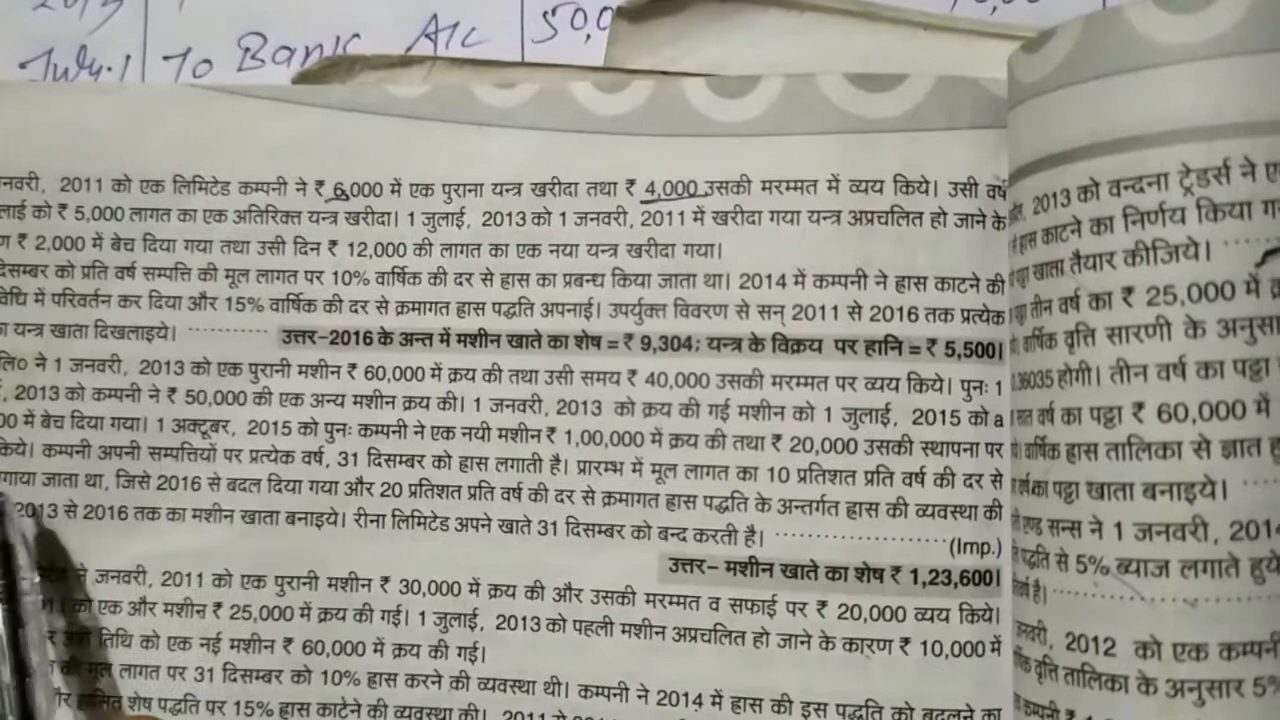 July.1 To Bank A/c 50,0
नवरी, 2011 को एक लिमिटेड कम्पनी ने ₹ 6,000 में एक पुराना यन्त्र खरीदा तथा ₹ 4,000 उसकी मरम्मत में व्यय किये। उसी वर्ष
लाई को ₹ 5,000 लागत का एक अतिरिक्त यन्त्र खरीदा। 1 जुलाई, 2013 को 1 जनवरी, 2011 में खरीदा गया यन्त्र अप्रचलित हो जाने के
ण ₹ 2,000 में बेच दिया गया तथा उसी दिन ₹ 12,000 की लागत का एक नया यन्त्र खरीदा गया।
दिसम्बर को प्रति वर्ष सम्पत्ति की मूल लागत पर 10% वार्षिक की दर से ह्रास का प्रबन्ध किया जाता था। 2014 में कम्पनी ने ह्रास काटने की
विधि में परिवर्तन कर दिया और 15% वार्षिक की दर से क्रमागत ह्रास पद्धति अपनाई। उपर्युक्त विवरण से सन् 2011 से 2016 तक प्रत्येक
यन्त्र खाता दिखलाइये। ........... उत्तर–2016 के अन्त में मशीन खाते का शेष = ₹ 9,304; यन्त्र के विक्रय पर हानि = ₹ 5,500।
लि० ने 1 जनवरी, 2013 को एक पुरानी मशीन ₹ 60,000 में क्रय की तथा उसी समय ₹ 40,000 उसकी मरम्मत पर व्यय किये। पुनः 1
, 2013 को कम्पनी ने ₹ 50,000 की एक अन्य मशीन क्रय की। 1 जनवरी, 2013 को क्रय की गई मशीन को 1 जुलाई, 2015 को a
00 में बेच दिया गया। 1 अक्टूबर, 2015 को पुनः कम्पनी ने एक नयी मशीन ₹ 1,00,000 में क्रय की तथा ₹ 20,000 उसकी स्थापना पर
किये। कम्पनी अपनी सम्पत्तियों पर प्रत्येक वर्ष, 31 दिसम्बर को ह्रास लगाती है। प्रारम्भ में मूल लागत का 10 प्रतिशत प्रति वर्ष की दर से
गाया जाता था, जिसे 2016 से बदल दिया गया और 20 प्रतिशत प्रति वर्ष की दर से क्रमागत ह्रास पद्धति के अन्तर्गत ह्रास की व्यवस्था की
2013 से 2016 तक का मशीन खाता बनाइये। रीना लिमिटेड अपने खाते 31 दिसम्बर को बन्द करती है। .................... (Imp.)
उत्तर– मशीन खाते का शेष ₹ 1,23,600।
ने जनवरी, 2011 को एक पुरानी मशीन ₹ 30,000 में क्रय की और उसकी मरम्मत व सफाई पर ₹ 20,000 व्यय किये।
को एक और मशीन ₹ 25,000 में क्रय की गई। 1 जुलाई, 2013 को पहली मशीन अप्रचलित हो जाने के कारण ₹ 10,000 में
तिथि को एक नई मशीन ₹ 60,000 में क्रय की गई।
मूल लागत पर 31 दिसम्बर को 10% ह्रास करने की व्यवस्था थी। कम्पनी ने 2014 में ह्रास की इस पद्धति को बदलने का
शेष पद्धति पर 15% ह्रास काटेने की व्यवस्था की।
2013 को वन्दना ट्रेडर्स ने ए
ह्रास काटने का निर्णय किया ग
खाता तैयार कीजिये।
तीन वर्ष का ₹ 25,000 में
वार्षिक वृत्ति सारणी के अनुसा
36035 होगी। तीन वर्ष का पट्टा
वर्ष का पट्टा ₹ 60,000 में
वार्षिक ह्रास तालिका से ज्ञात
का पट्टा खाता बनाइये।
एण्ड सन्स ने 1 जनवरी, 201
पद्धति से 5% ब्याज लगाते हुये
है।
नवरी, 2012 को एक कम्पनी
वृत्ति तालिका के अनुसार 5%